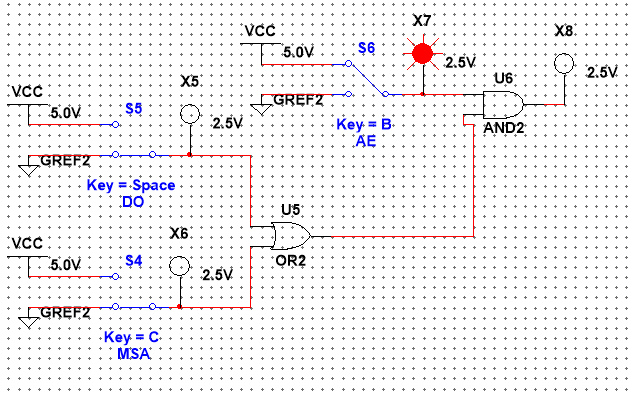 X7
X8
VCC
S6
5.0V
2.5V
2.5V
U6
VCC
X5
GREF2
S5
5.0V
2.5V
Key = B
AE
AND2
GREF2
Key = Space
DO
U5
X6
VCC
S4
OR2
5.0V
2.5V
GREF2
Key = C
MSA